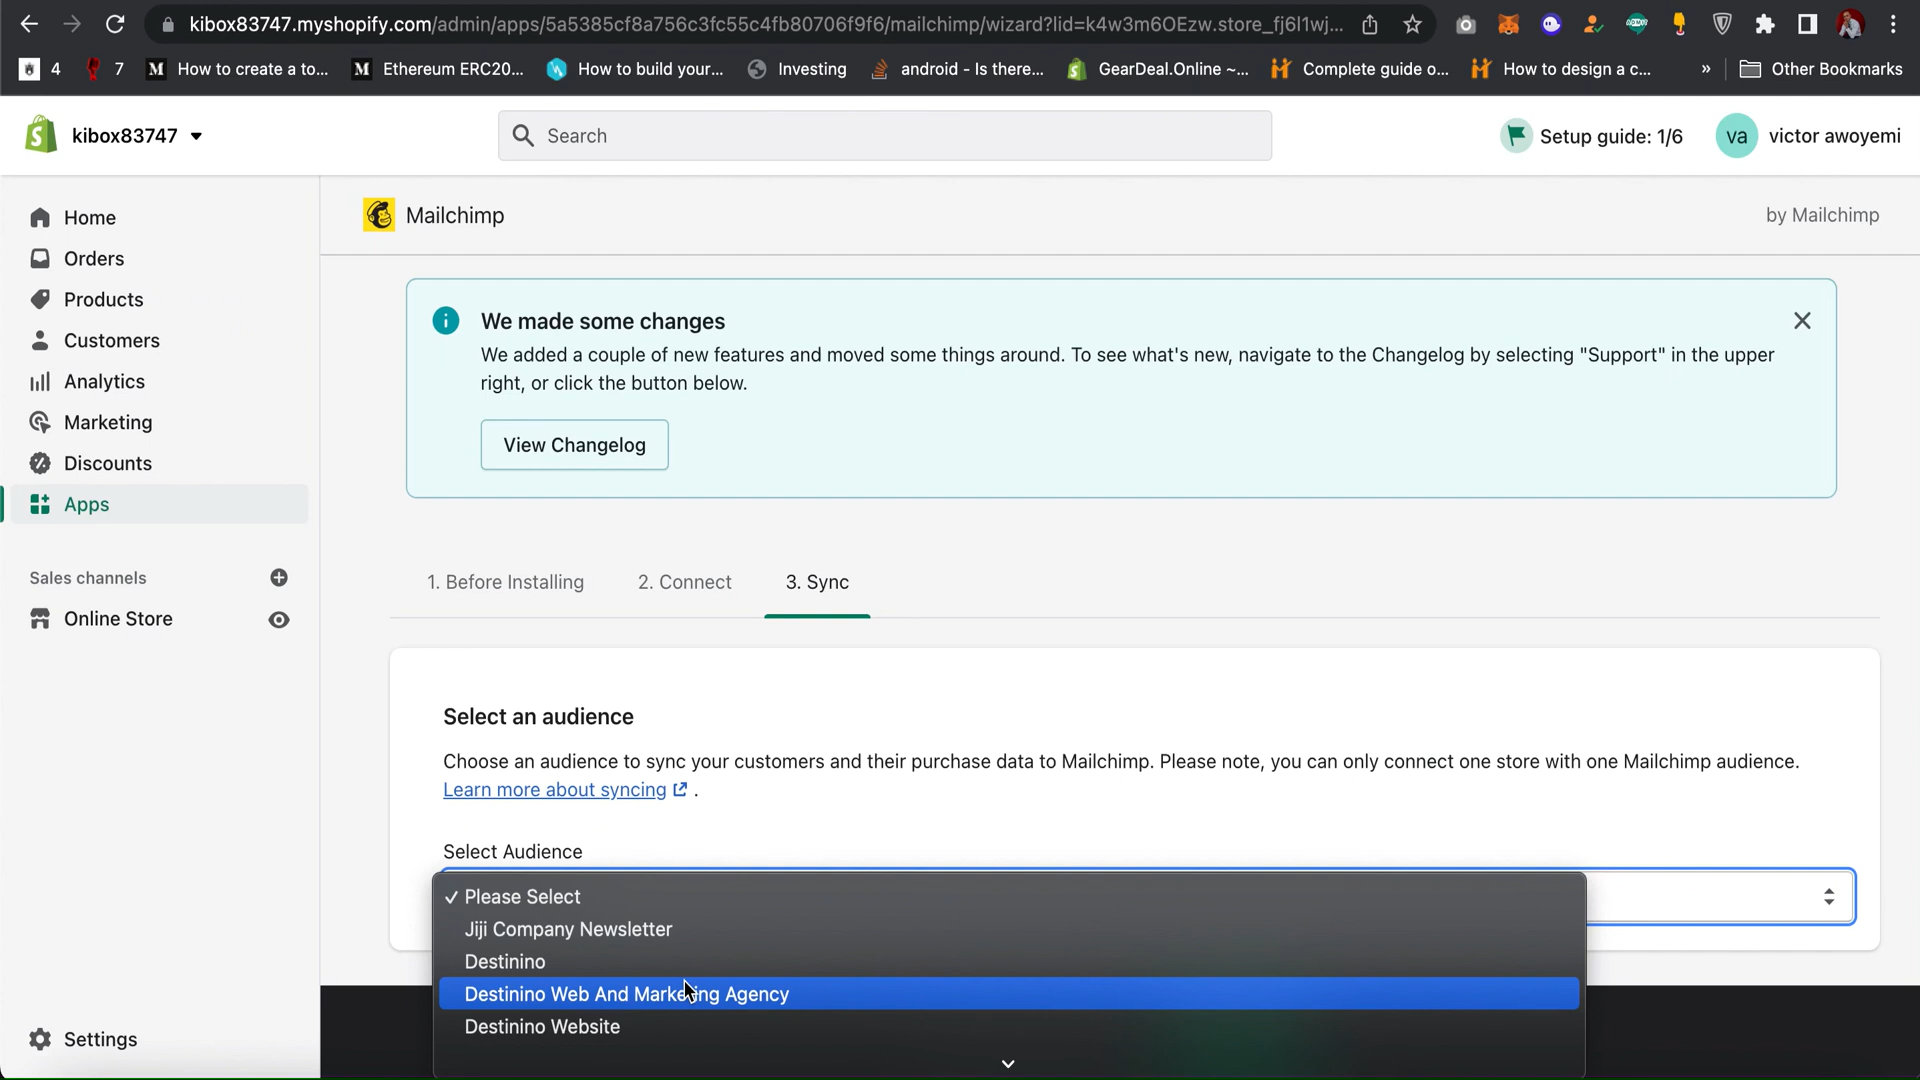 kibox83747.myshopify.com/admin/apps/5a5385cf8a756c3fc55c4fb80706f9f6/mailchimp/wizard?lid=k4w3m6OEzw.store_fj6l1wj...
4 7 How to create a to... Ethereum ERC20... How to build your... Investing android - Is there... GearDeal.Online ~... Complete guide o... How to design a c... » Other Bookmarks
kibox83747 Search Setup guide: 1/6 va victor awoyemi
Home
Orders
Products
Customers
Analytics
Marketing
Discounts
Apps
Sales channels
Online Store
Settings
Mailchimp by Mailchimp
We made some changes
We added a couple of new features and moved some things around. To see what's new, navigate to the Changelog by selecting "Support" in the upper
right, or click the button below.
View Changelog
1. Before Installing 2. Connect 3. Sync
Select an audience
Choose an audience to sync your customers and their purchase data to Mailchimp. Please note, you can only connect one store with one Mailchimp audience.
Learn more about syncing .
Select Audience
✓ Please Select
Jiji Company Newsletter
Destinino
Destinino Web And Marketing Agency
Destinino Website